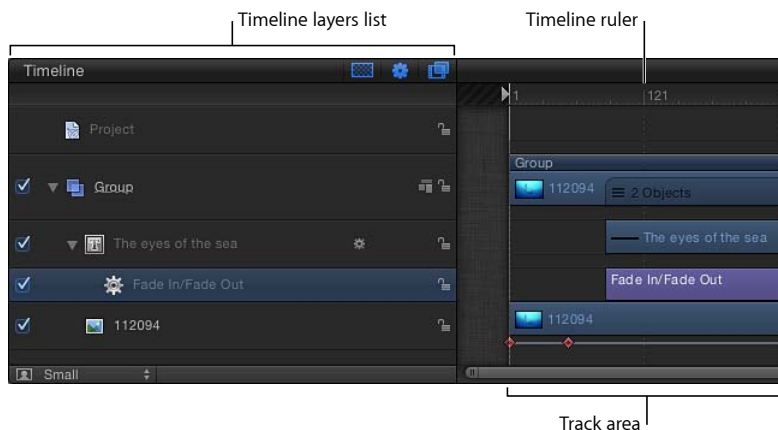 Timeline layers list
Timeline ruler
Timeline
1
121
Project
Group
Group
112094
2 Objects
The eyes of the sea
The eyes of the sea
Fade In/Fade Out
Fade In/Fade Out
112094
112094
Small
Track area